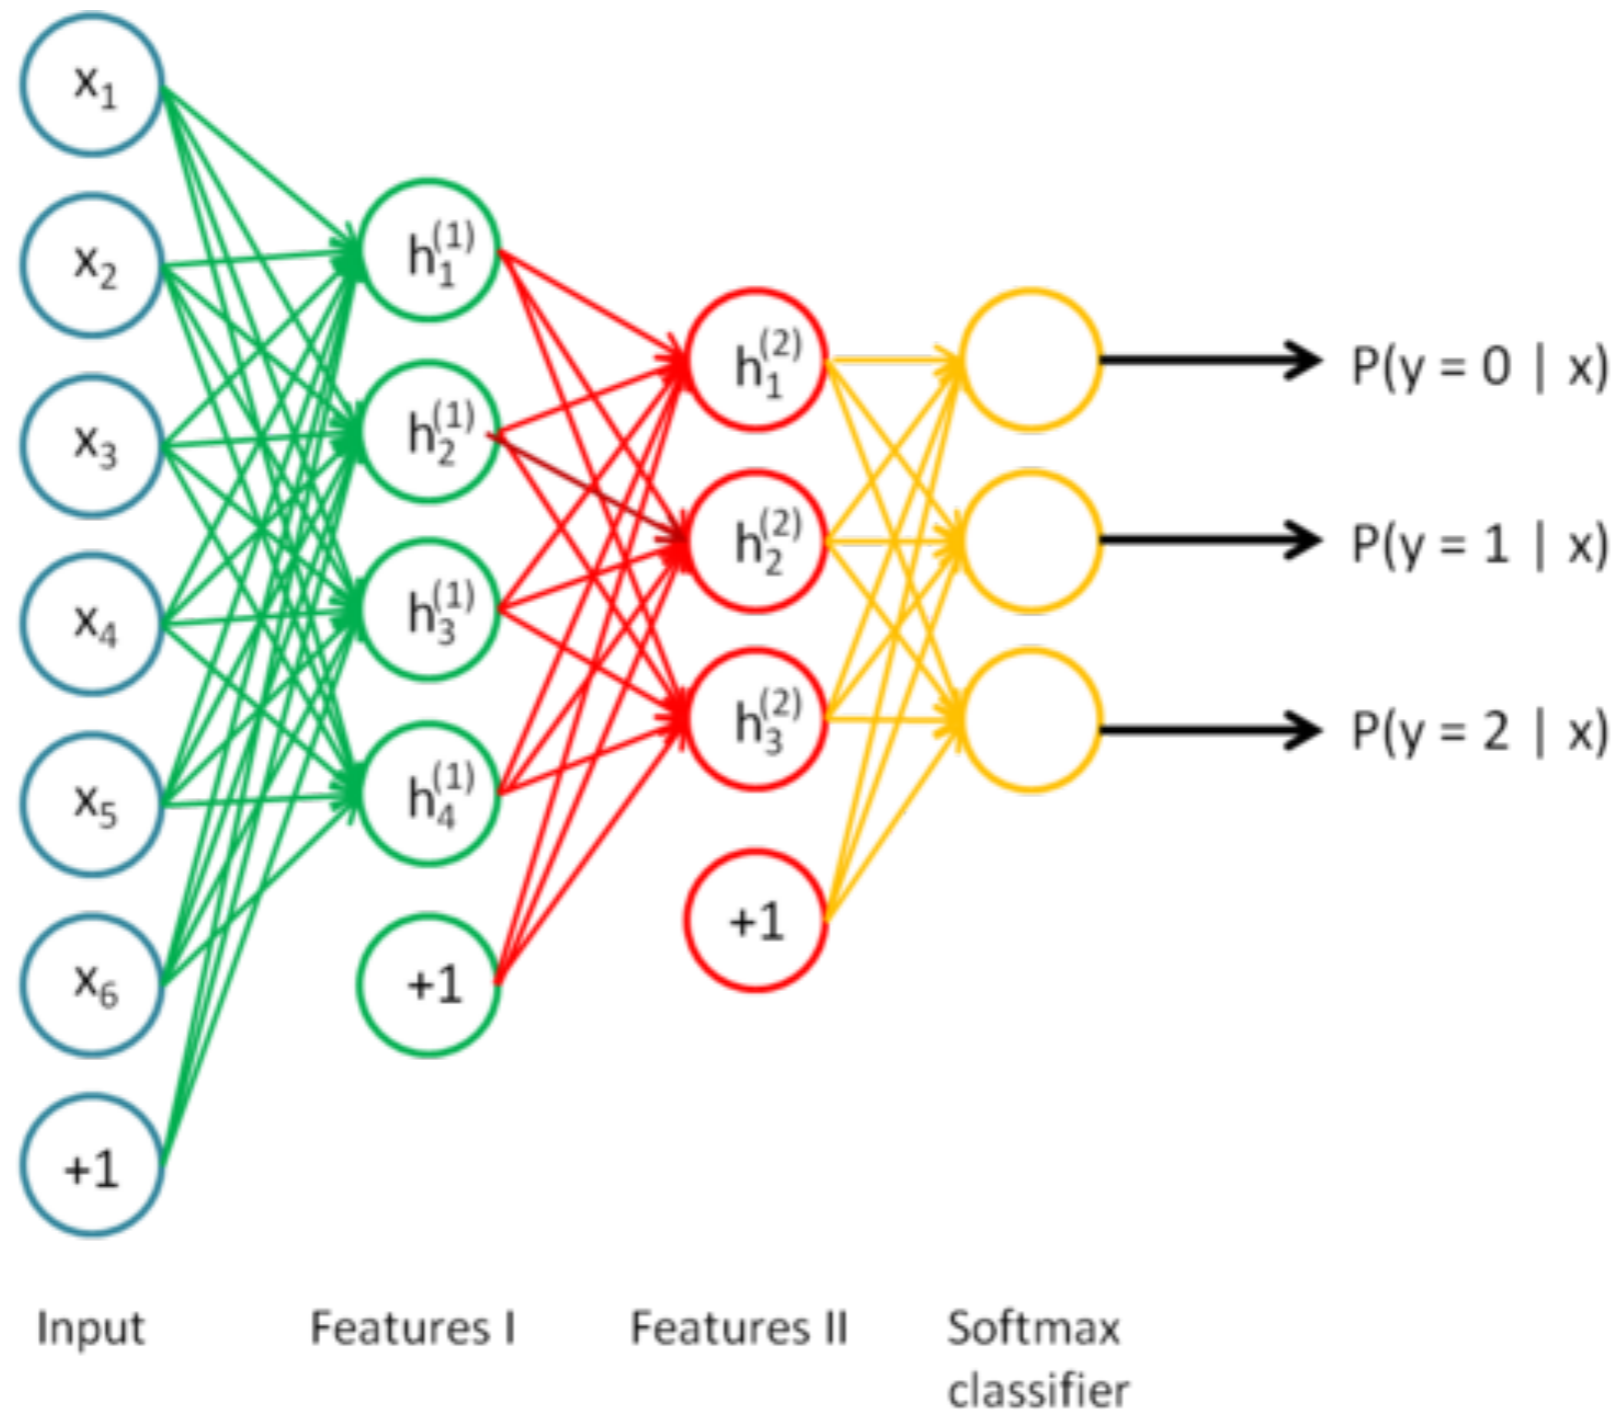 x₁
x₂
x₃
x₄
x₅
x₆
+1
h₁⁽¹⁾
h₂⁽¹⁾
h₃⁽¹⁾
h₄⁽¹⁾
+1
h₁⁽²⁾
h₂⁽²⁾
h₃⁽²⁾
+1
P(y = 0 | x)
P(y = 1 | x)
P(y = 2 | x)
Input
Features I
Features II
Softmax
classifier